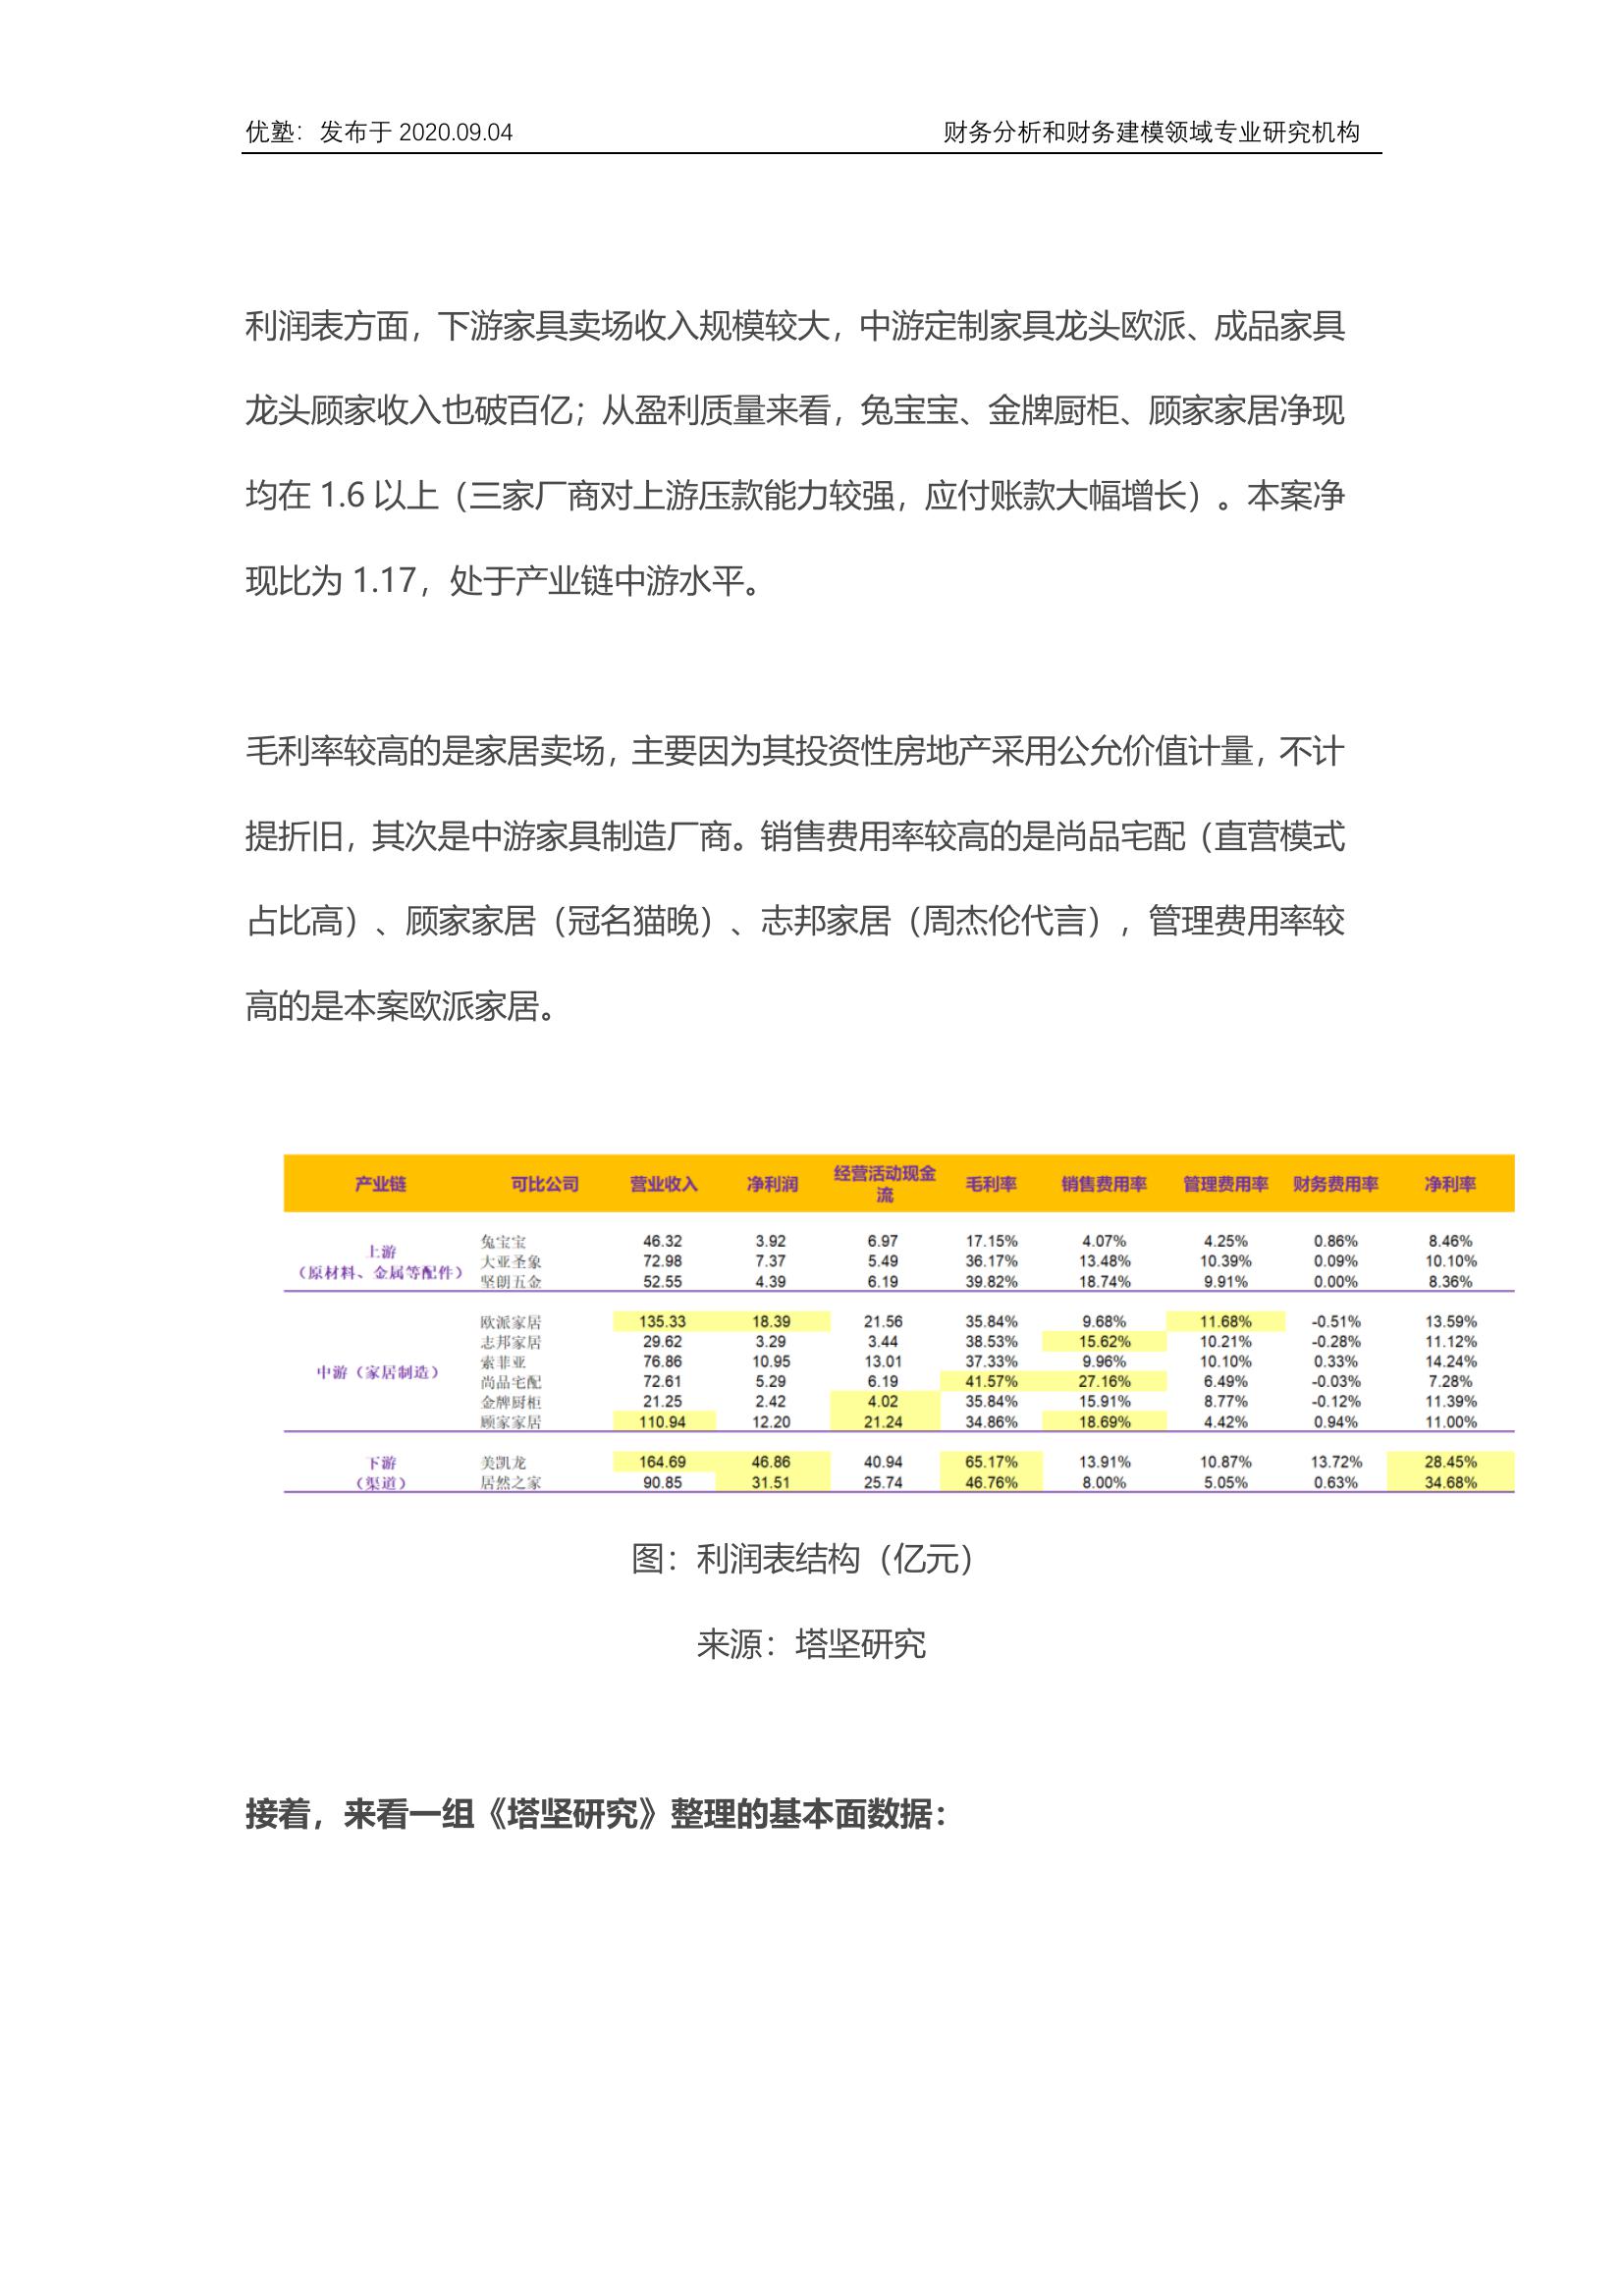 优塾：发布于 2020.09.04 财务分析和财务建模领域专业研究机构
利润表方面，下游家具卖场收入规模较大，中游定制家具龙头欧派、成品家具
龙头顾家收入也破百亿；从盈利质量来看，兔宝宝、金牌厨柜、顾家家居净现
均在 1.6 以上（三家厂商对上游压款能力较强，应付账款大幅增长）。本案净
现比为 1.17，处于产业链中游水平。
毛利率较高的是家居卖场，主要因为其投资性房地产采用公允价值计量，不计
提折旧，其次是中游家具制造厂商。销售费用率较高的是尚品宅配（直营模式
占比高）、顾家家居（冠名猫晚）、志邦家居（周杰伦代言），管理费用率较
高的是本案欧派家居。
产业链 可比公司 营业收入 净利润 经营活动现金流 毛利率 销售费用率 管理费用率 财务费用率 净利率
上游
（原材料、金属等配件）
兔宝宝 46.32 3.92 6.97 17.15% 4.07% 4.25% 0.86% 8.46%
大亚圣象 72.98 7.37 5.49 36.17% 13.48% 10.39% 0.09% 10.10%
坚朗五金 52.55 4.39 6.19 39.82% 18.74% 9.91% 0.00% 8.36%
中游（家居制造）
欧派家居 135.33 18.39 21.56 35.84% 9.68% 11.68% -0.51% 13.59%
志邦家居 29.62 3.29 3.44 38.53% 15.62% 10.21% -0.28% 11.12%
索菲亚 76.86 10.95 13.01 37.33% 9.96% 10.10% 0.33% 14.24%
尚品宅配 72.61 5.29 6.19 41.57% 27.16% 6.49% -0.03% 7.28%
金牌厨柜 21.25 2.42 4.02 35.84% 15.91% 8.77% -0.12% 11.39%
顾家家居 110.94 12.20 21.24 34.86% 18.69% 4.42% 0.94% 11.00%
下游
（渠道）
美凯龙 164.69 46.86 40.94 65.17% 13.91% 10.87% 13.72% 28.45%
居然之家 90.85 31.51 25.74 46.76% 8.00% 5.05% 0.63% 34.68%
图：利润表结构（亿元）
来源：塔坚研究
接着，来看一组《塔坚研究》整理的基本面数据：